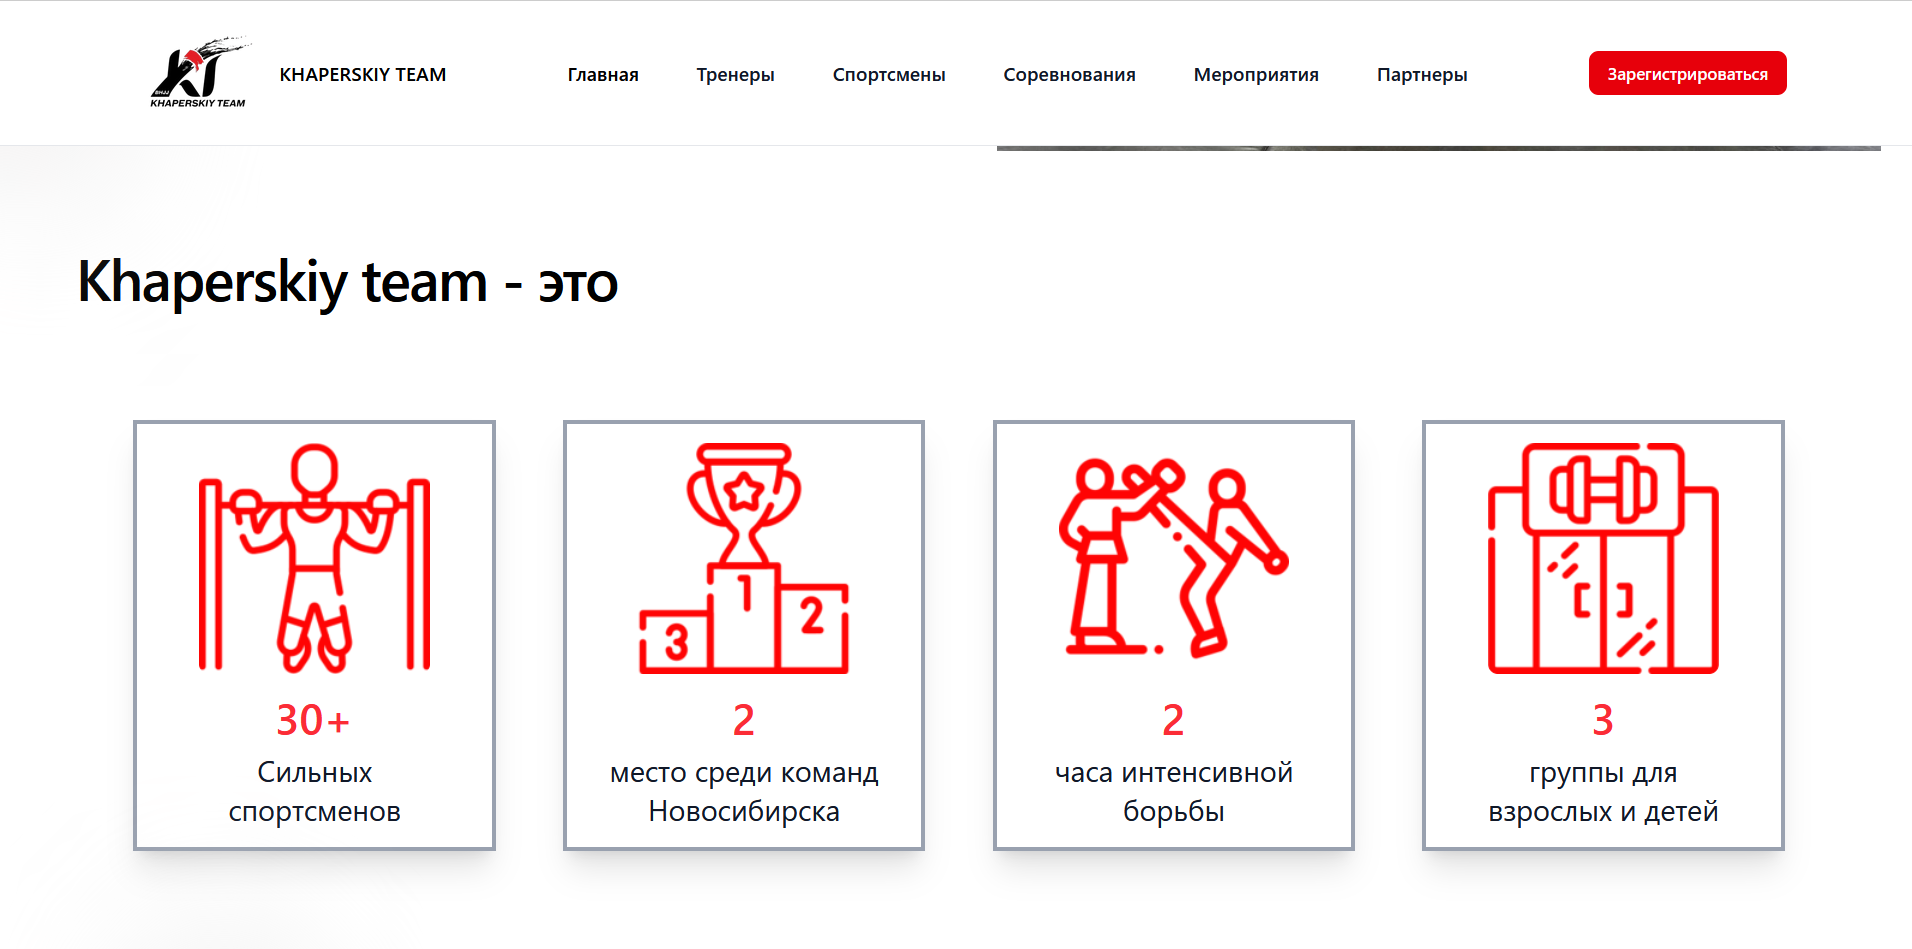 KHAPERSKIY TEAM
KHAPERSKIY TEAM
Главная
Тренеры
Спортсмены
Соревнования
Мероприятия
Партнеры
Зарегистрироваться
Khaperskiy team - это
30+
Сильных
спортсменов
1
2
3
2
место среди команд
Новосибирска
2
часа интенсивной
борьбы
3
группы для
взрослых и детей